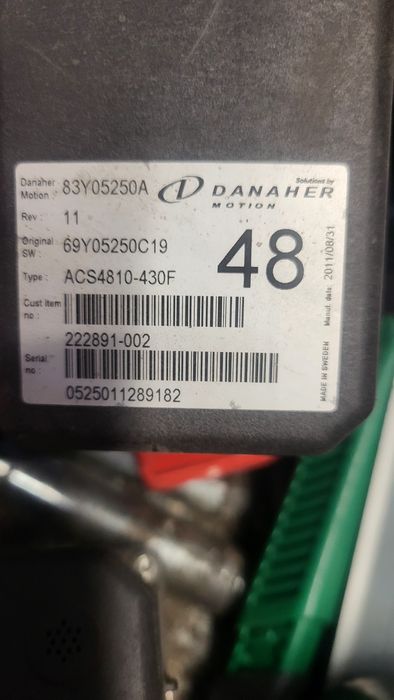 Danaher Motion : 83Y05250A
Solutions by
DANAHER
MOTION
Rev : 11
Original SW : 69Y05250C19
48
Type : ACS4810-430F
Cust item no :
222891-002
Serial no :
0525011289182
MADE IN SWEDEN Manuf. date: 2011/08/31